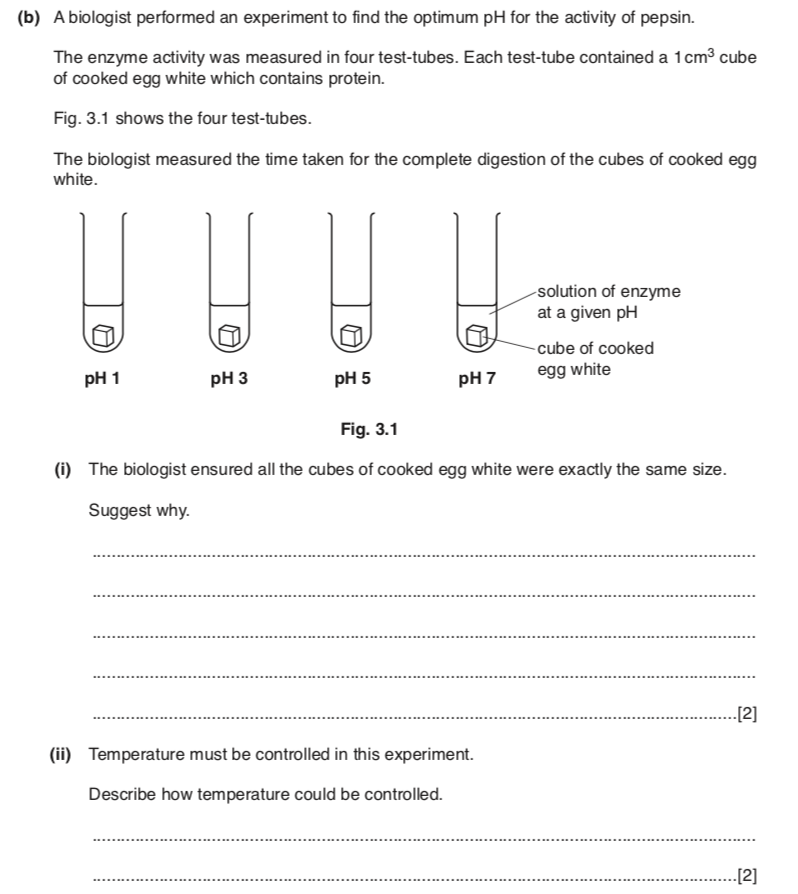 (b) A biologist performed an experiment to find the optimum pH for the activity of pepsin.
The enzyme activity was measured in four test-tubes. Each test-tube contained a 1 cm³ cube
of cooked egg white which contains protein.
Fig. 3.1 shows the four test-tubes.
The biologist measured the time taken for the complete digestion of the cubes of cooked egg
white.
solution of enzyme
at a given pH
cube of cooked
egg white
pH 1 pH 3 pH 5 pH 7
Fig. 3.1
(i) The biologist ensured all the cubes of cooked egg white were exactly the same size.
Suggest why.
[2]
(ii) Temperature must be controlled in this experiment.
Describe how temperature could be controlled.
[2]